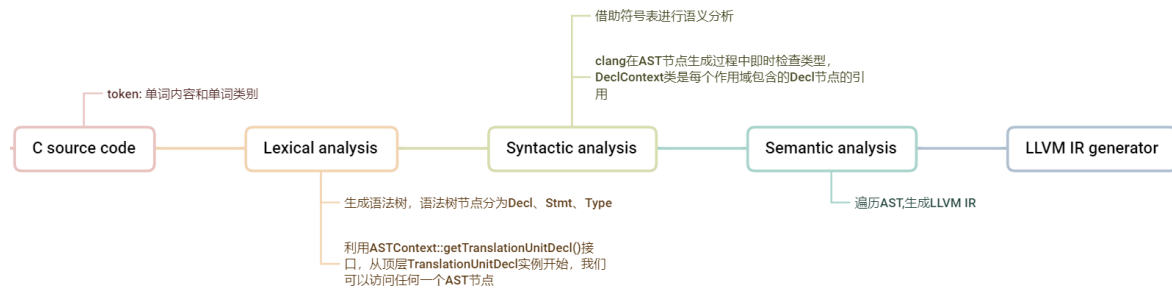 借助符号表进行语义分析
clang在AST节点生成过程中即时检查类型，
DeclContext类是每个作用域包含的Decl节点的引
用
token: 单词内容和单词类别
C source code
Lexical analysis
Syntactic analysis
Semantic analysis
LLVM IR generator
生成语法树，语法树节点分为Decl、Stmt、Type
遍历AST,生成LLVM IR
利用ASTContext::getTranslationUnitDecl()接
口，从顶层TranslationUnitDecl实例开始，我们
可以访问任何一个AST节点